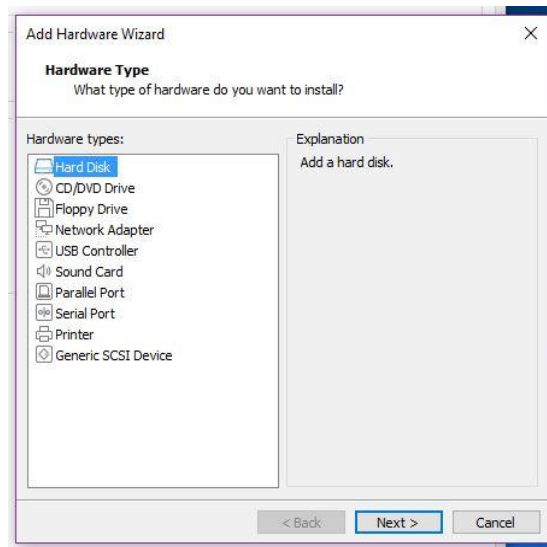 Add Hardware Wizard
Hardware Type
What type of hardware do you want to install?
Hardware types:
Hard Disk
CD/DVD Drive
Floppy Drive
Network Adapter
USB Controller
Sound Card
Parallel Port
Serial Port
Printer
Generic SCSI Device
Explanation
Add a hard disk.
< Back
Next >
Cancel